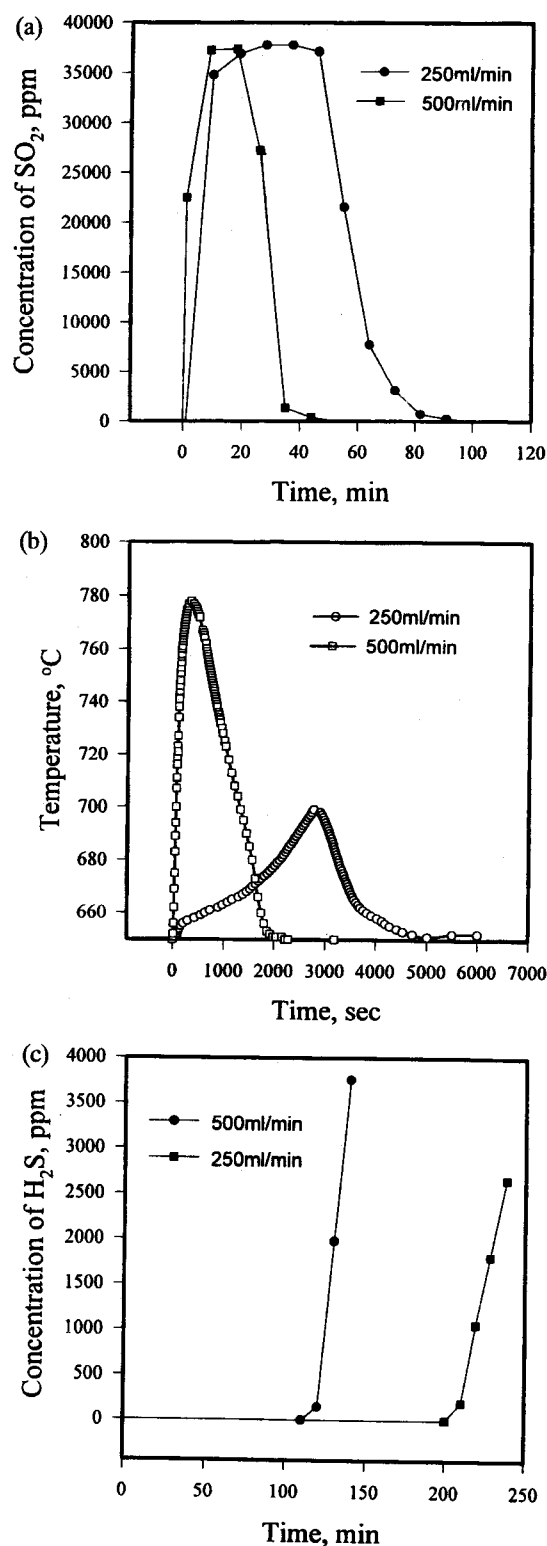 (a)
40000
35000
30000
25000
20000
15000
10000
5000
0
Concentration of SO₂, ppm
250ml/min
500ml/min
0 20 40 60 80 100 120
Time, min
(b)
800
780
760
740
720
700
680
660
Temperature, °C
250ml/min
500ml/min
0 1000 2000 3000 4000 5000 6000 7000
Time, sec
(c)
4000
3500
3000
2500
2000
1500
1000
500
0
Concentration of H₂S, ppm
500ml/min
250ml/min
0 50 100 150 200 250
Time, min